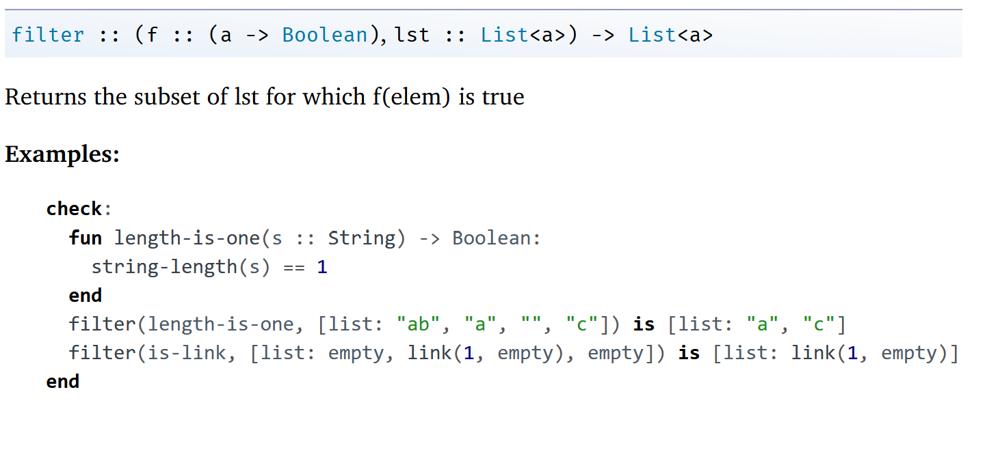 filter :: (f :: (a -> Boolean), lst :: List<a>) -> List<a>
Returns the subset of lst for which f(elem) is true
Examples:
check:
fun length-is-one(s :: String) -> Boolean:
string-length(s) == 1
end
filter(length-is-one, [list: "ab", "a", "", "c"]) is [list: "a", "c"]
filter(is-link, [list: empty, link(1, empty), empty]) is [list: link(1, empty)]
end